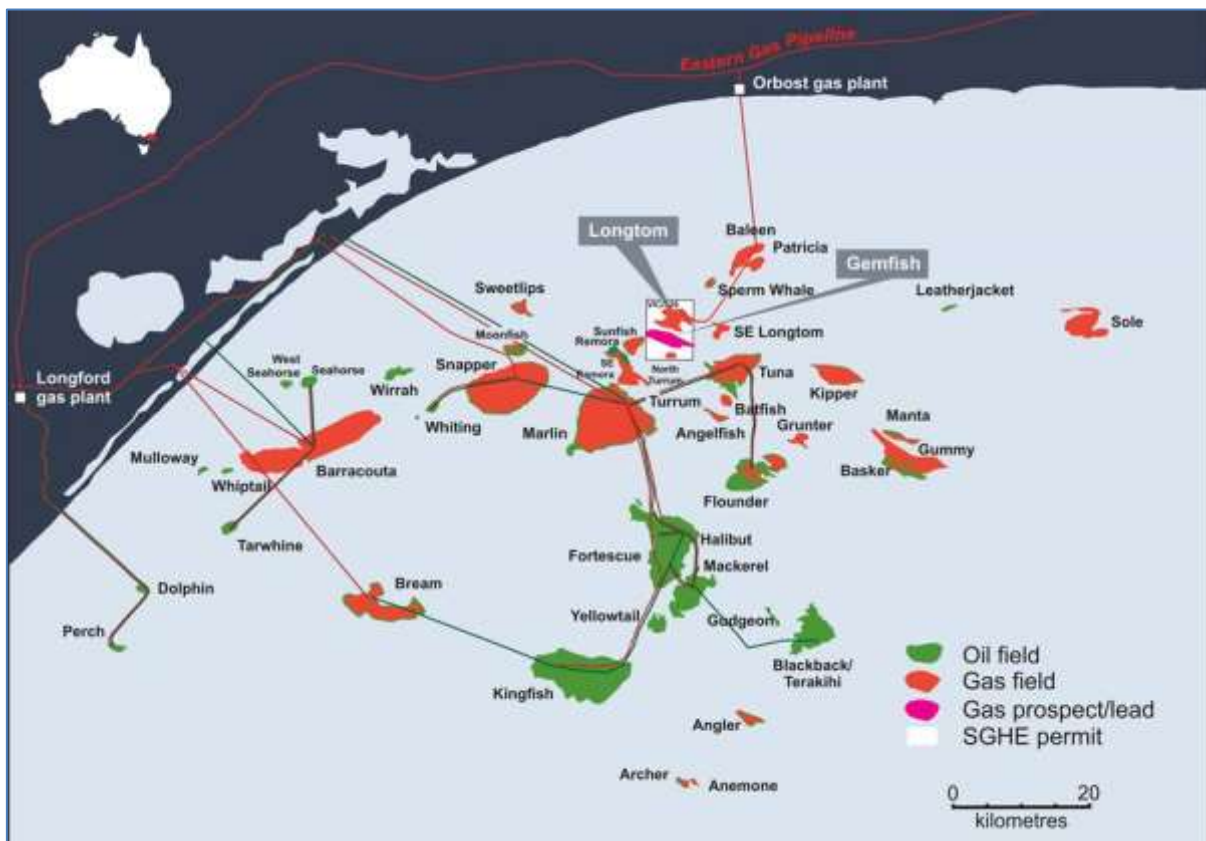 Eastern Gas Pipeline
Orbost gas plant
Longtom
Baleen
Patricia
Gemfish
Sperm Whale
Leatherjacket
Sweetlips
Sole
SE Longtom
Sunfish
Remora
Moonfish
SE
Remora
North
Turrum
Snapper
West
Seahorse
Seahorse
Wirrah
Tuna
Kipper
Longford
gas plant
Whiting
Turrum
Batfish
Marlin
Angelfish
Grunter
Manta
Gummy
Mulloway
Whiptail
Barracouta
Basker
Flounder
Tarwhine
Halibut
Fortescue
Mackerel
Dolphin
Bream
Yellowtail
Gudgeon
Perch
Blackback/
Terakihi
Kingfish
Angler
Archer
Anemone
Oil field
Gas field
Gas prospect/lead
SGHE permit
0 20
kilometres